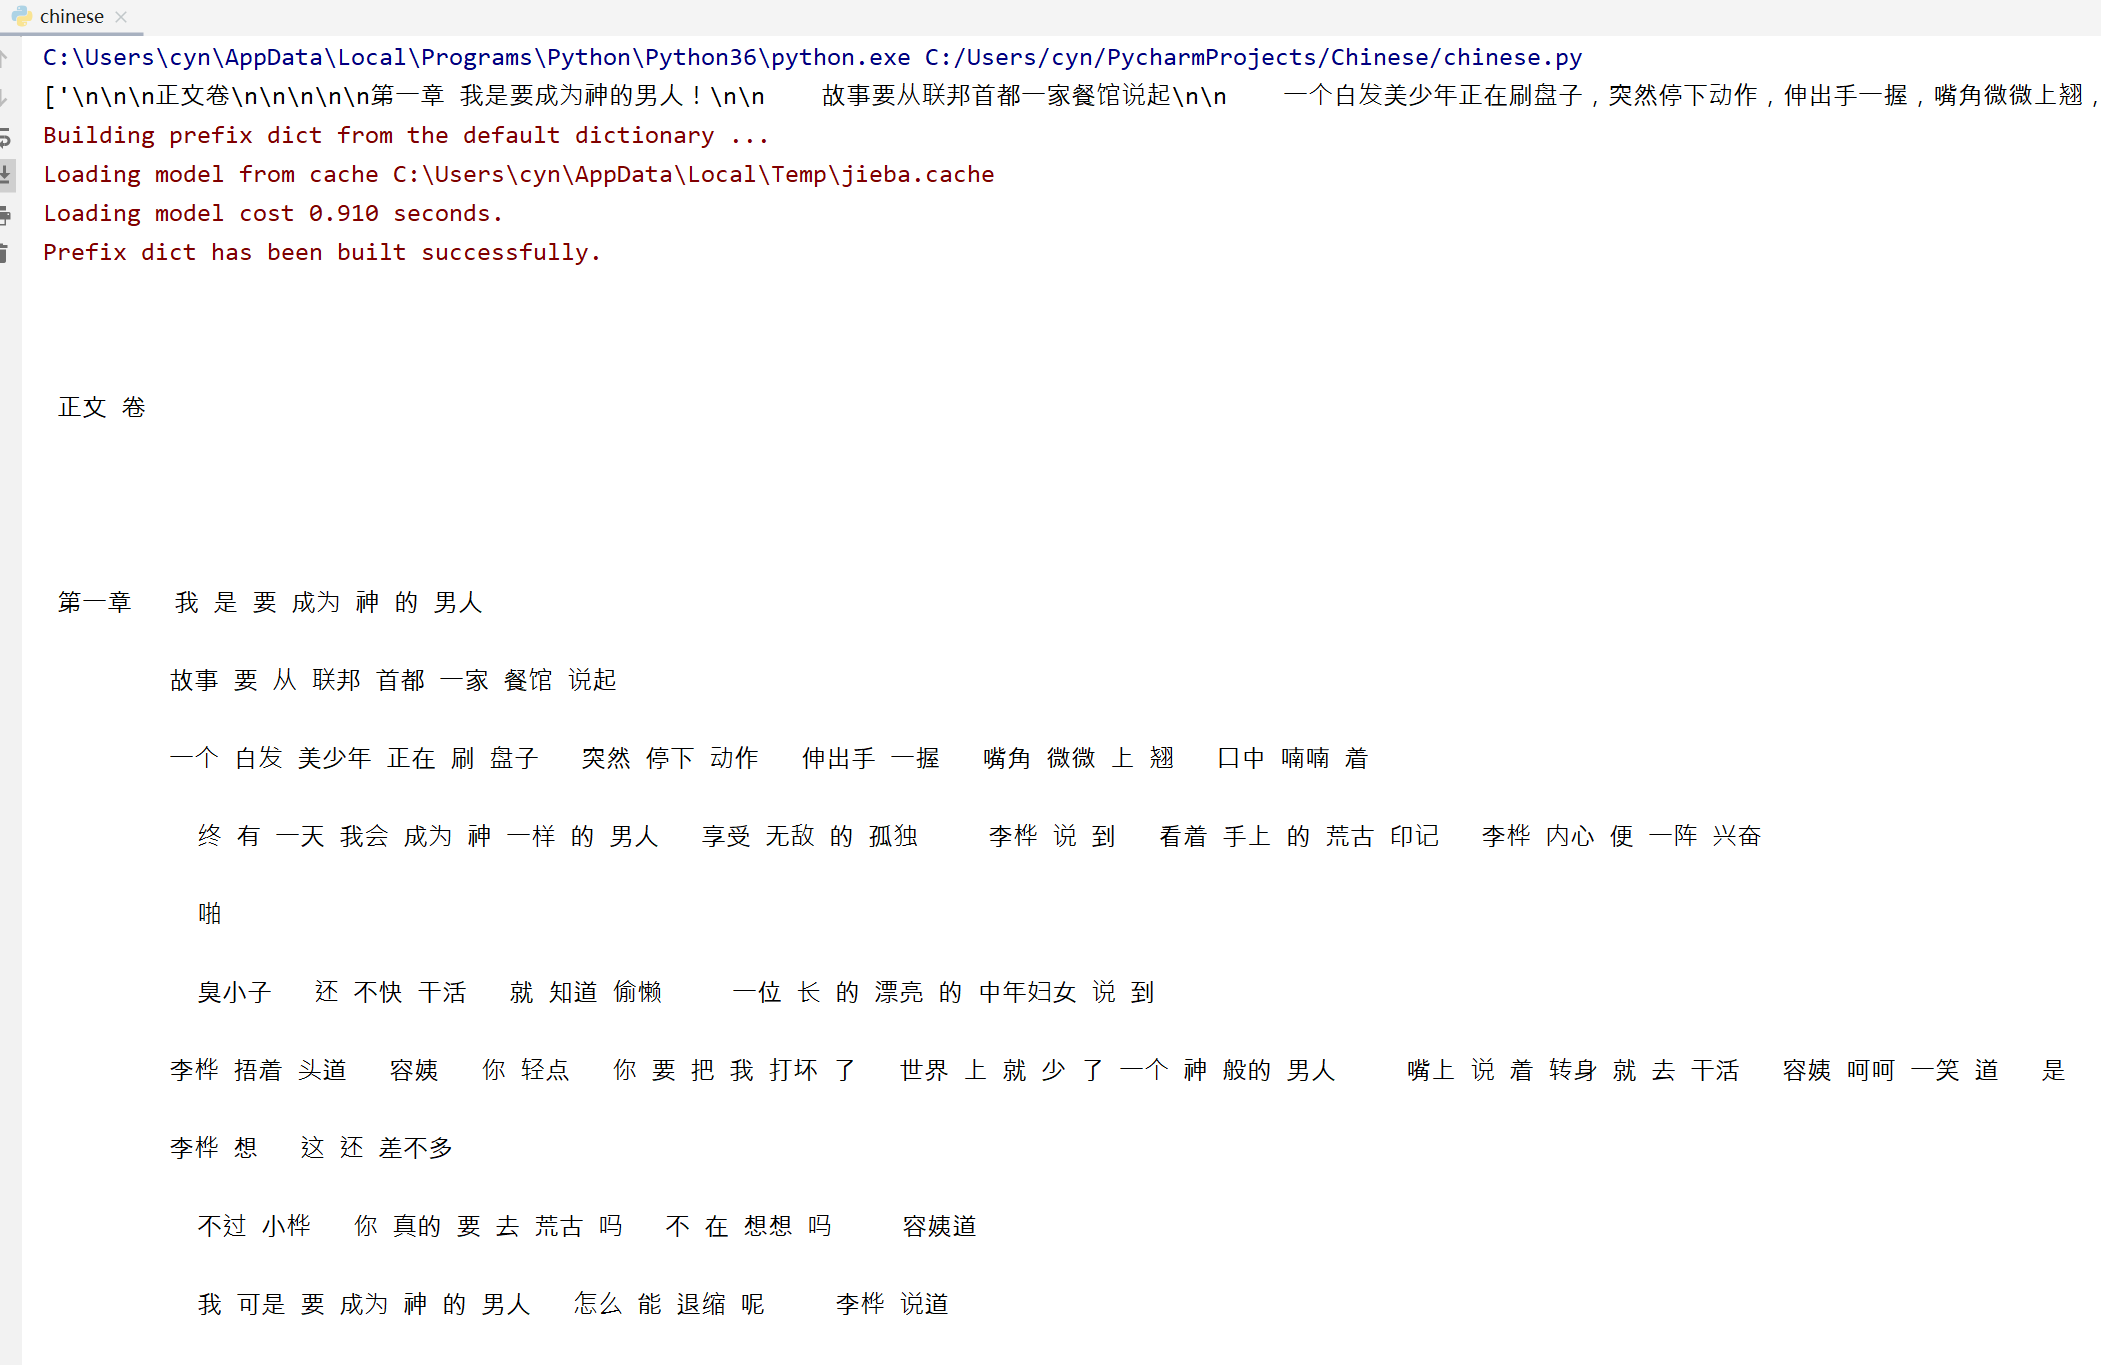 chinese
C:\Users\cyn\AppData\Local\Programs\Python\Python36\python.exe C:/Users/cyn/PycharmProjects/Chinese/chinese.py
['\n\n\n正文卷\n\n\n\n\n第一章 我是要成为神的男人！\n\n    故事要从联邦首都一家餐馆说起\n\n    一个白发美少年正在刷盘子，突然停下动作，伸出手一握，嘴角微微上翘，
Building prefix dict from the default dictionary ...
Loading model from cache C:\Users\cyn\AppData\Local\Temp\jieba.cache
Loading model cost 0.910 seconds.
Prefix dict has been built successfully.
正文 卷
第一章   我 是 要 成为 神 的 男人
故事 要 从 联邦 首都 一家 餐馆 说起
一个 白发 美少年 正在 刷 盘子   突然 停下 动作   伸出手 一握   嘴角 微微 上 翘   口中 喃喃 着
终 有 一天 我会 成为 神 一样 的 男人   享受 无敌 的 孤独     李桦 说 到   看着 手上 的 荒古 印记   李桦 内心 便 一阵 兴奋
啪
臭小子   还 不快 干活   就 知道 偷懒     一位 长 的 漂亮 的 中年妇女 说 到
李桦 捂着 头道   容姨   你 轻点   你 要 把 我 打坏 了   世界 上 就 少 了 一个 神 般的 男人     嘴上 说 着 转身 就 去 干活   容姨 呵呵 一笑 道   是
李桦 想   这 还 差不多
不过 小桦   你 真的 要 去 荒古 吗   不 在 想想 吗     容姨道
我 可是 要 成为 神 的 男人   怎么 能 退缩 呢     李桦 说道